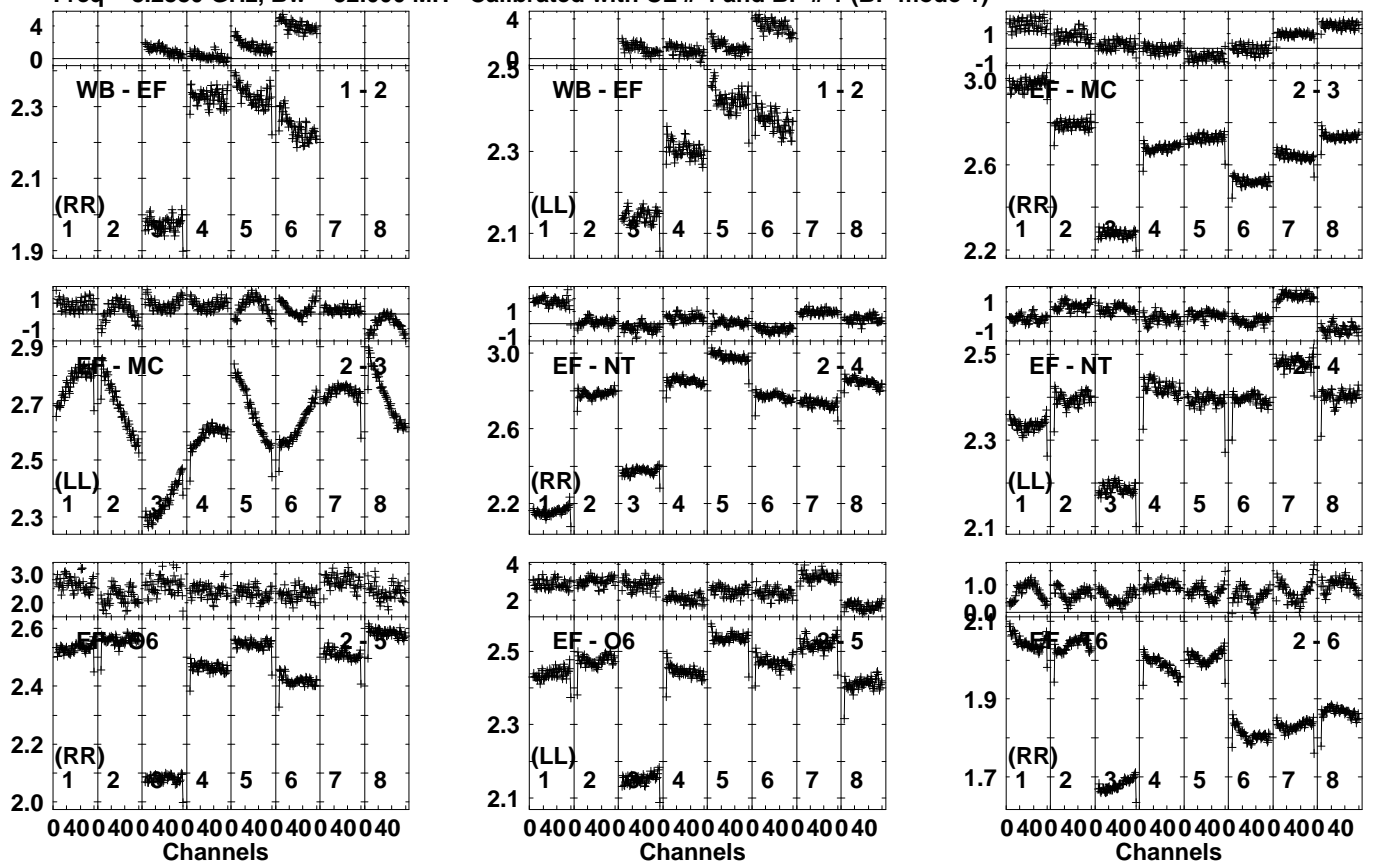 Calibrated with CL # 4 and BP # 1 (BP mode 1)
4
0
WB - EF 1 - 2
2.3
2.1
1.9
(RR)
1 2 3 4 5 6 7 8
4
0
2.5
WB - EF 1 - 2
2.3
2.1
(LL)
1 2 3 4 5 6 7 8
1
-1
3.0
EF - MC 2 - 3
2.6
2.2
(RR)
1 2 3 4 5 6 7 8
1
-1
2.9
EF - MC 2 - 3
2.7
2.5
2.3
(LL)
1 2 3 4 5 6 7 8
1
-1
3.0
EF - NT 2 - 4
2.6
2.2
(RR)
1 2 3 4 5 6 7 8
1
-1
2.5
EF - NT 2 - 4
2.3
2.1
(LL)
1 2 3 4 5 6 7 8
3.0
2.0
2.6
EF - O6 2 - 5
2.4
2.2
2.0
(RR)
1 2 3 4 5 6 7 8
4
2
2.5
EF - O6 2 - 5
2.3
2.1
(LL)
1 2 3 4 5 6 7 8
1.0
0.0
2.1
EF - T6 2 - 6
1.9
1.7
(RR)
1 2 3 4 5 6 7 8
0 40 0 40 0 40 0 40 0 40 0 40 0 40 0 40
Channels
0 40 0 40 0 40 0 40 0 40 0 40 0 40 0 40
Channels
0 40 0 40 0 40 0 40 0 40 0 40 0 40 0 40
Channels